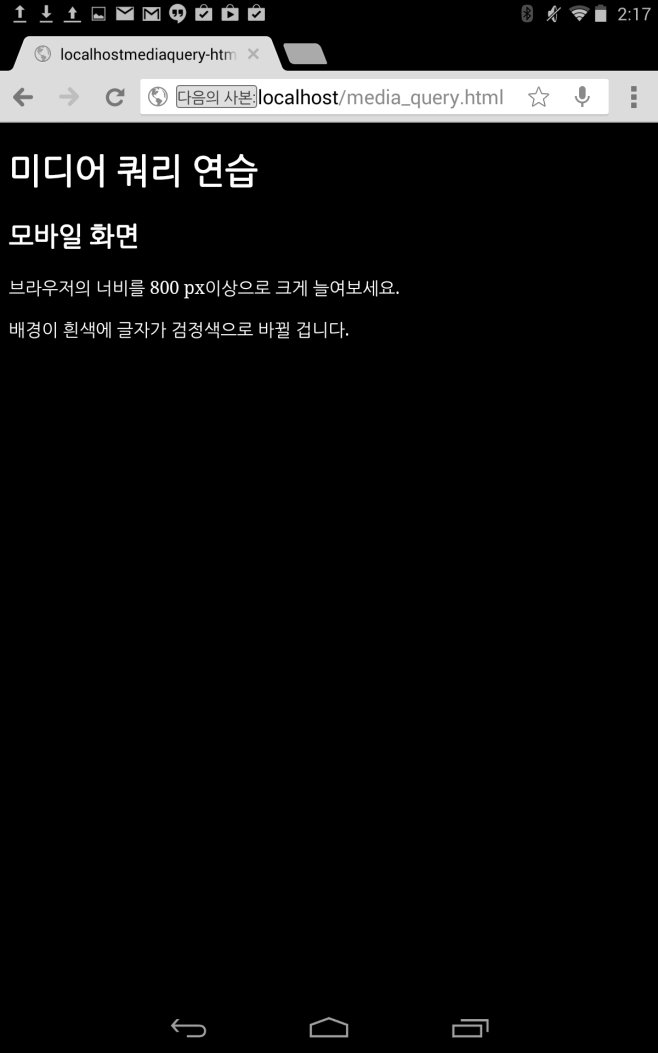 2:17
localhostmediaquery-htm
다음의 사본:localhost/media_query.html
미디어 쿼리 연습
모바일 화면
브라우저의 너비를 800 px이상으로 크게 늘여보세요.
배경이 흰색에 글자가 검정색으로 바뀔 겁니다.